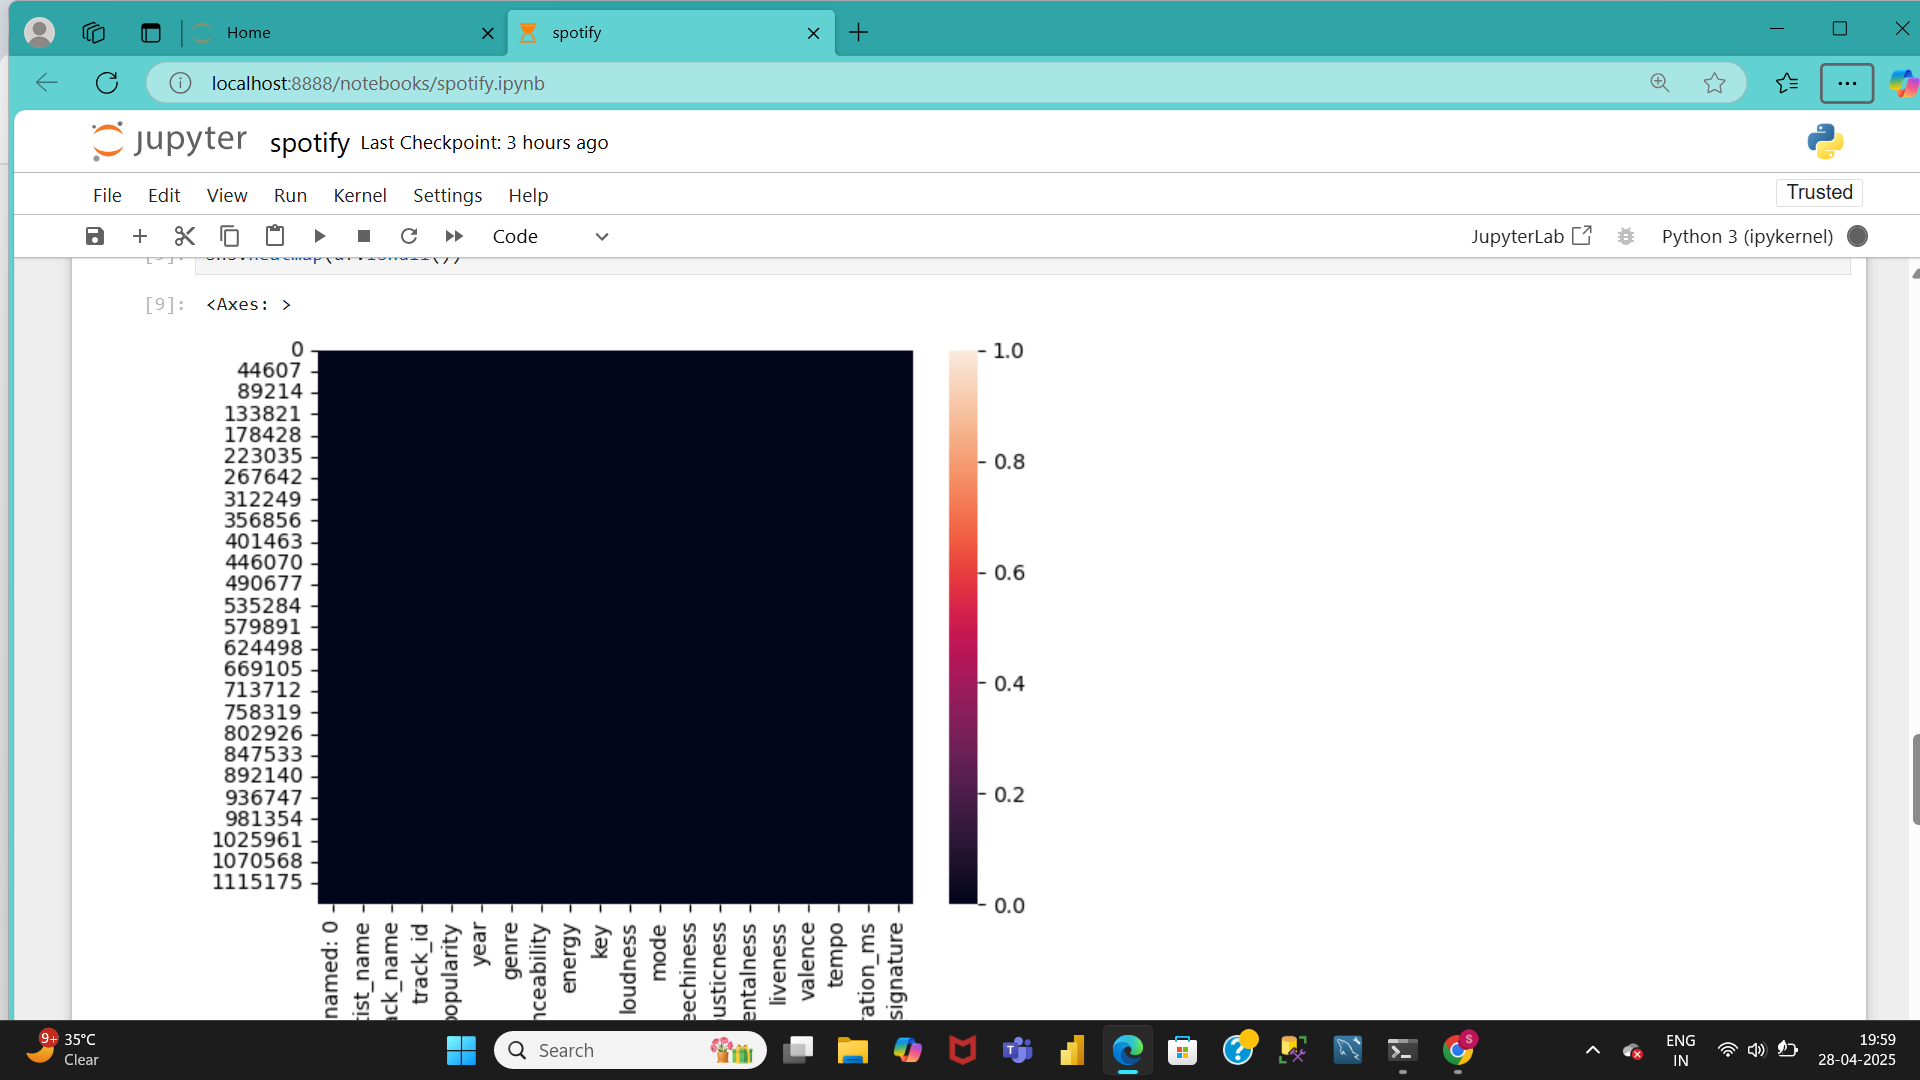 Home
spotify
localhost:8888/notebooks/spotify.ipynb
jupyter spotify Last Checkpoint: 3 hours ago
File Edit View Run Kernel Settings Help
Trusted
Code
JupyterLab
Python 3 (ipykernel)
[9]: <Axes: >
0
44607
89214
133821
178428
223035
267642
312249
356856
401463
446070
490677
535284
579891
624498
669105
713712
758319
802926
847533
892140
936747
981354
1025961
1070568
1115175
1.0
0.8
0.6
0.4
0.2
0.0
named: 0
tist_name
ack_name
track_id
popularity
year
genre
nceability
energy
key
loudness
mode
eechiness
usticness
entalness
liveness
valence
tempo
ration_ms
signature
9+
35°C
Clear
Search
S
ENG
IN
19:59
28-04-2025